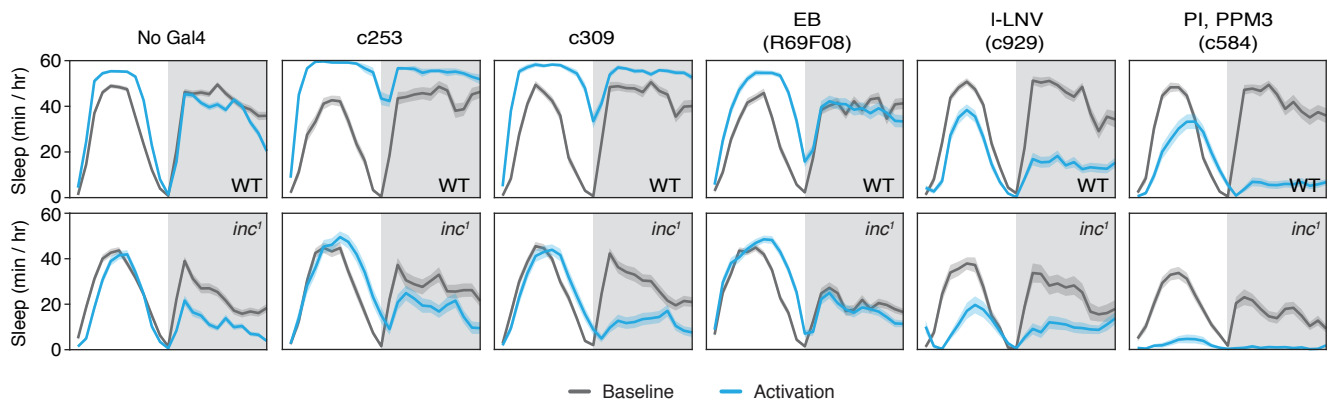 No Gal4
c253
c309
EB
(R69F08)
l-LNV
(c929)
PI, PPM3
(c584)
Sleep (min / hr)
60
40
20
0
WT
WT
WT
WT
WT
WT
Sleep (min / hr)
60
40
20
0
inc¹
inc¹
inc¹
inc¹
inc¹
inc¹
Baseline
Activation